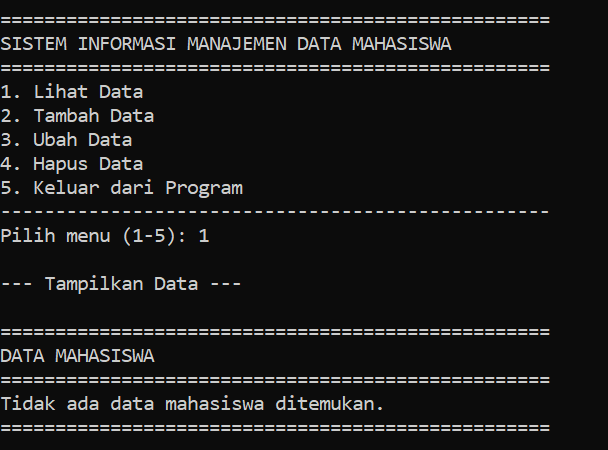 ==================================================
SISTEM INFORMASI MANAJEMEN DATA MAHASISWA
==================================================
1. Lihat Data
2. Tambah Data
3. Ubah Data
4. Hapus Data
5. Keluar dari Program
--------------------------------------------------
Pilih menu (1-5): 1
--- Tampilkan Data ---
==================================================
DATA MAHASISWA
==================================================
Tidak ada data mahasiswa ditemukan.
==================================================